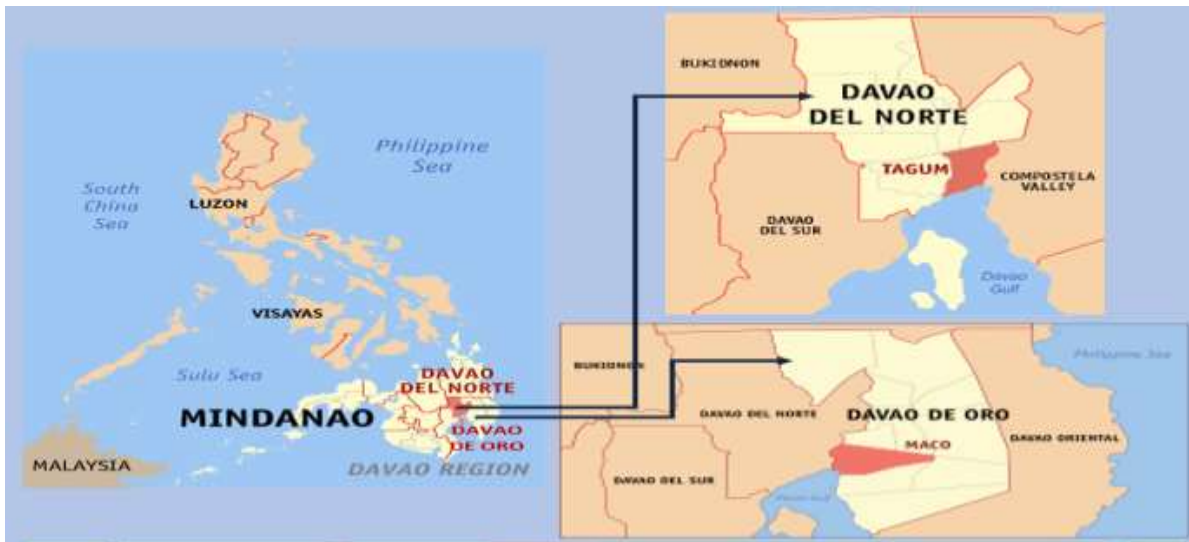 Philippine
Sea
South
China
Sea
LUZON
VISAYAS
Sulu Sea
DAVAO
DEL NORTE
MINDANAO
DAVAO
DE ORO
MALAYSIA
DAVAO REGION
BUKIDNON
DAVAO
DEL NORTE
TAGUM
COMPOSTELA
VALLEY
DAVAO
DEL SUR
Davao
Gulf
BUKIDNON
Philippine Sea
DAVAO DEL NORTE
DAVAO DE ORO
MACO
DAVAO ORIENTAL
DAVAO DEL SUR
Davao Gulf